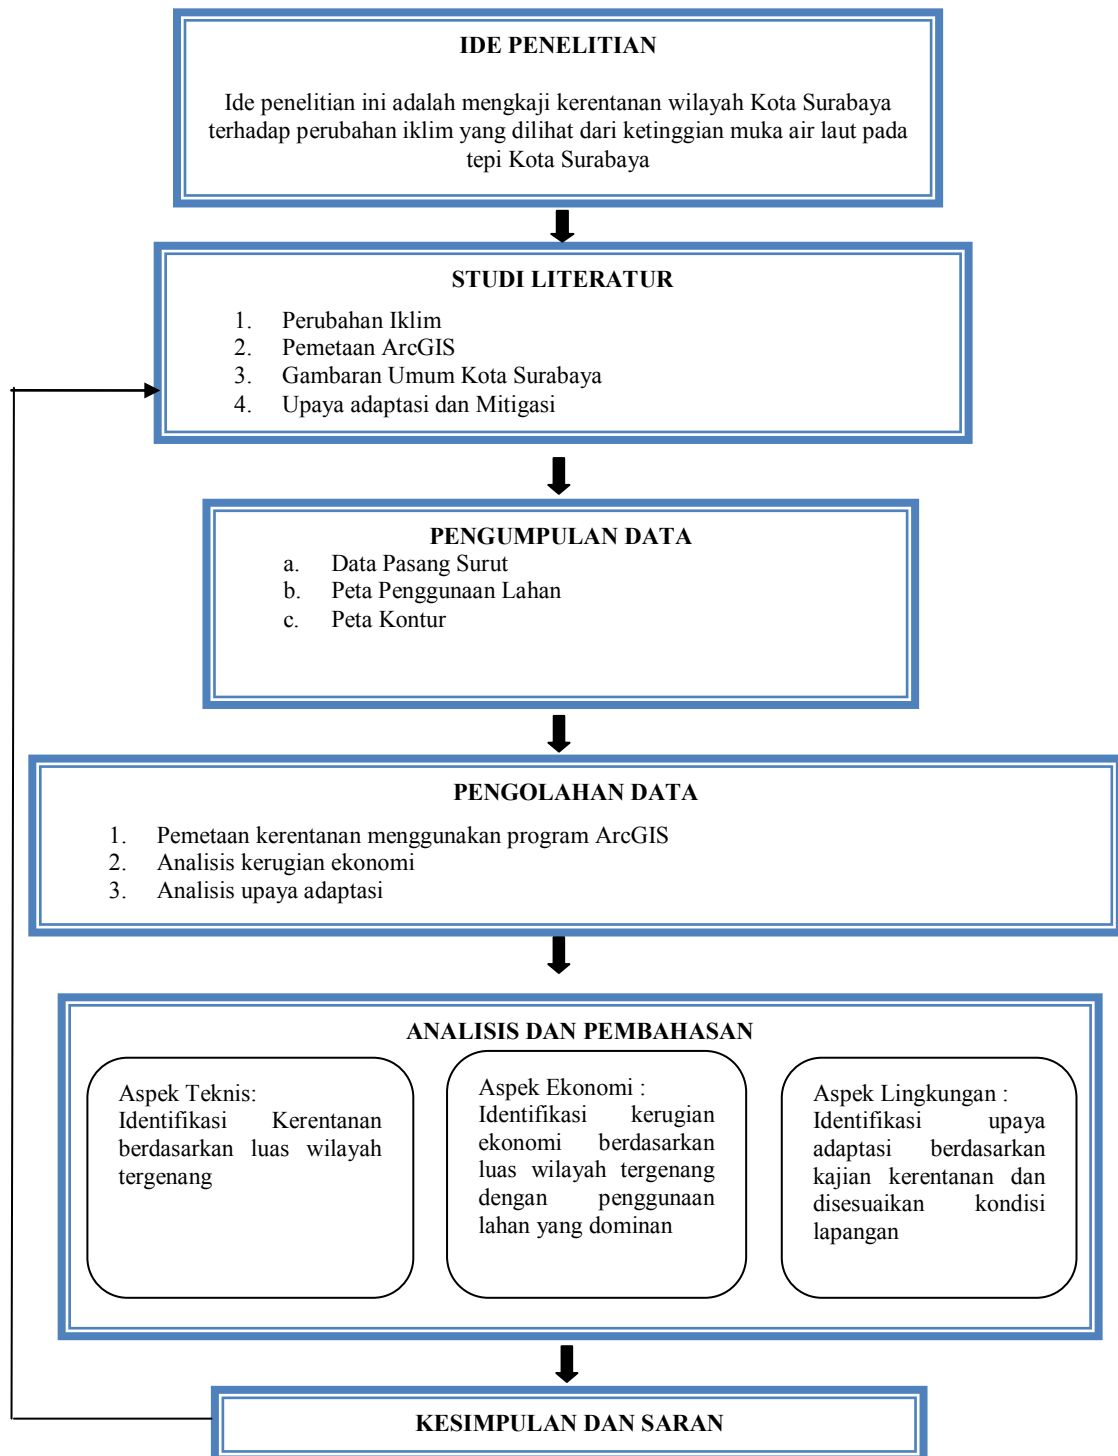 IDE PENELITIAN
Ide penelitian ini adalah mengkaji kerentanan wilayah Kota Surabaya
terhadap perubahan iklim yang dilihat dari ketinggian muka air laut pada
tepi Kota Surabaya
STUDI LITERATUR
1. Perubahan Iklim
2. Pemetaan ArcGIS
3. Gambaran Umum Kota Surabaya
4. Upaya adaptasi dan Mitigasi
PENGUMPULAN DATA
a. Data Pasang Surut
b. Peta Penggunaan Lahan
c. Peta Kontur
PENGOLAHAN DATA
1. Pemetaan kerentanan menggunakan program ArcGIS
2. Analisis kerugian ekonomi
3. Analisis upaya adaptasi
ANALISIS DAN PEMBAHASAN
Aspek Teknis:
Identifikasi Kerentanan
berdasarkan luas wilayah
tergenang
Aspek Ekonomi :
Identifikasi kerugian
ekonomi berdasarkan
luas wilayah tergenang
dengan penggunaan
lahan yang dominan
Aspek Lingkungan :
Identifikasi upaya
adaptasi berdasarkan
kajian kerentanan dan
disesuaikan kondisi
lapangan
KESIMPULAN DAN SARAN